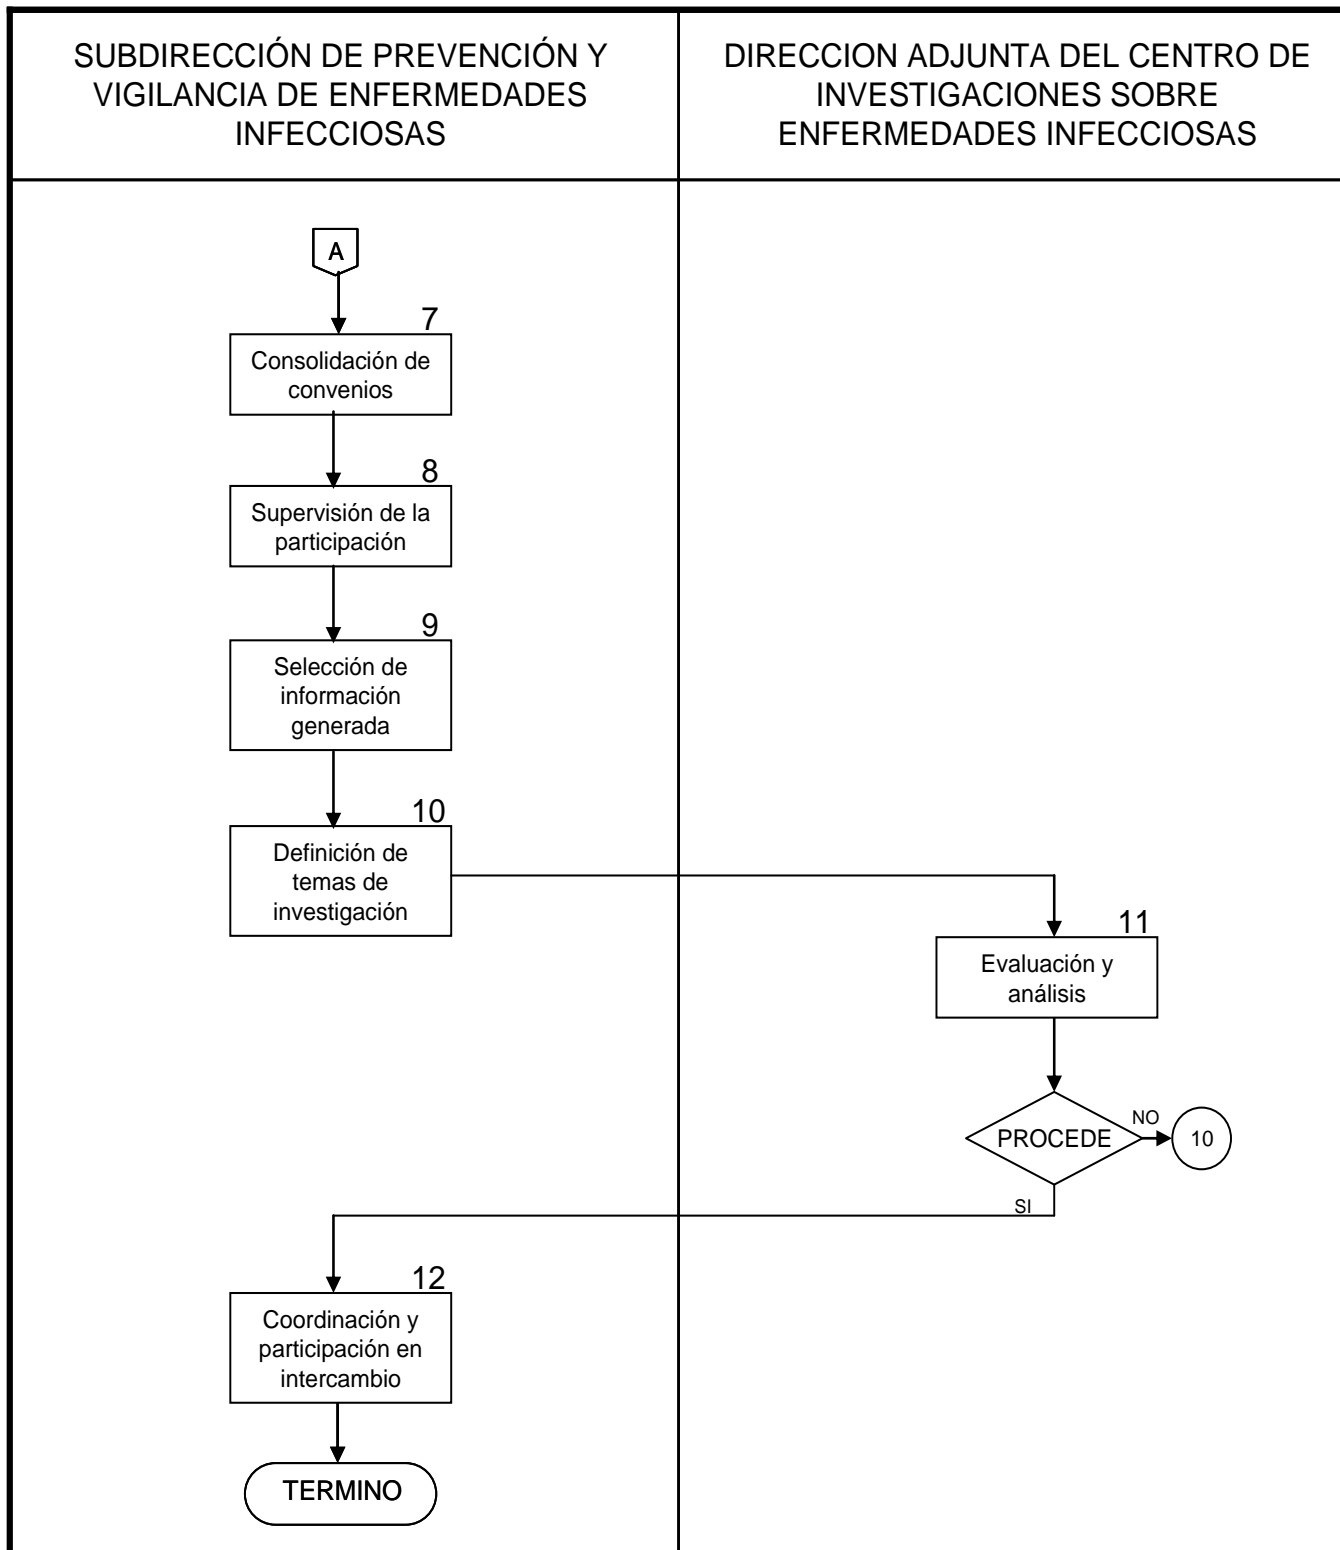 SUBDIRECCIÓN DE PREVENCIÓN Y
VIGILANCIA DE ENFERMEDADES
INFECCIOSAS
DIRECCION ADJUNTA DEL CENTRO DE
INVESTIGACIONES SOBRE
ENFERMEDADES INFECCIOSAS
A
7
Consolidación de
convenios
8
Supervisión de la
participación
9
Selección de
información
generada
10
Definición de
temas de
investigación
11
Evaluación y
análisis
PROCEDE
NO
10
SI
12
Coordinación y
participación en
intercambio
TERMINO